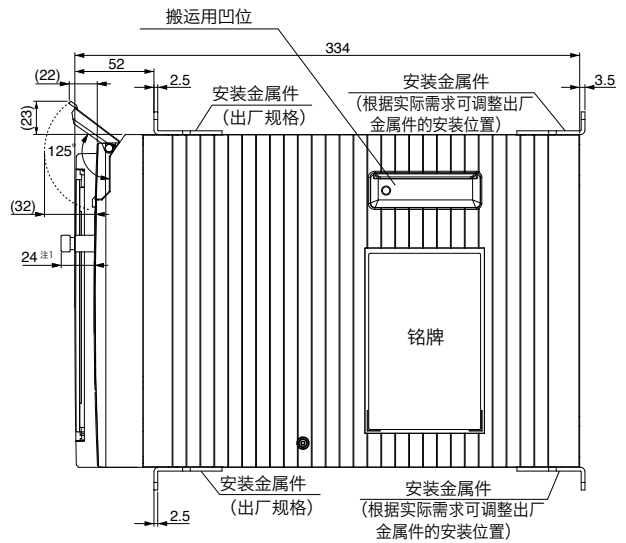 搬运用凹位
334
(22)
52
2.5
3.5
安装金属件
（出厂规格）
安装金属件
（根据实际需求可调整出厂
金属件的安装位置）
(23)
125°
(32)
24 注1
铭牌
安装金属件
（出厂规格）
安装金属件
（根据实际需求可调整出厂
金属件的安装位置）
2.5